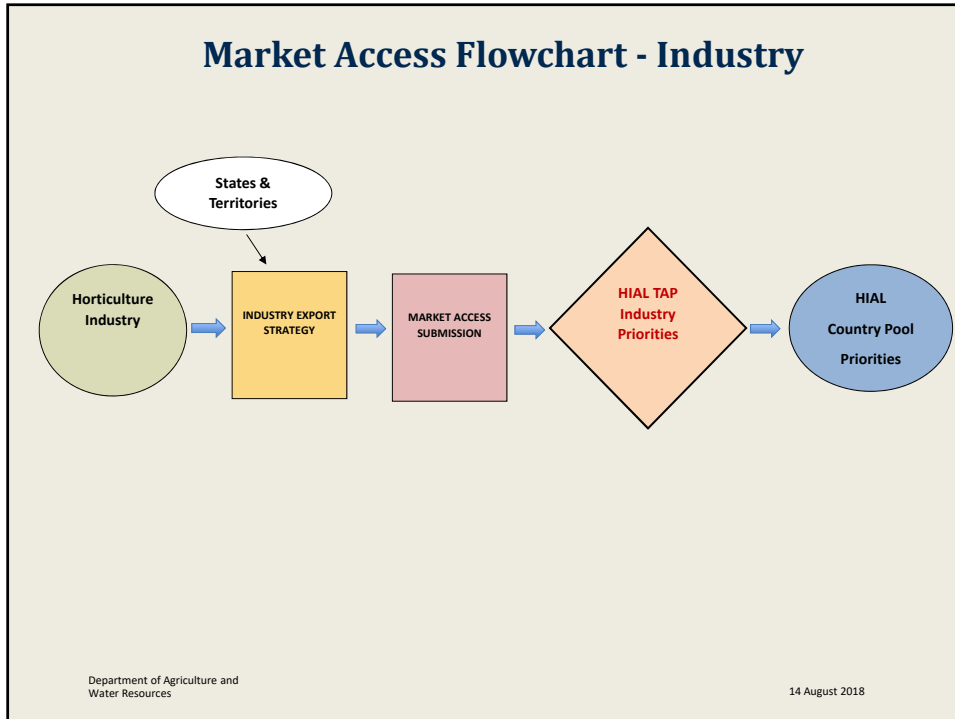 Market Access Flowchart - Industry
States &
Territories
Horticulture
Industry
INDUSTRY EXPORT
STRATEGY
MARKET ACCESS
SUBMISSION
HIAL TAP
Industry
Priorities
HIAL
Country Pool
Priorities
Department of Agriculture and
Water Resources
14 August 2018